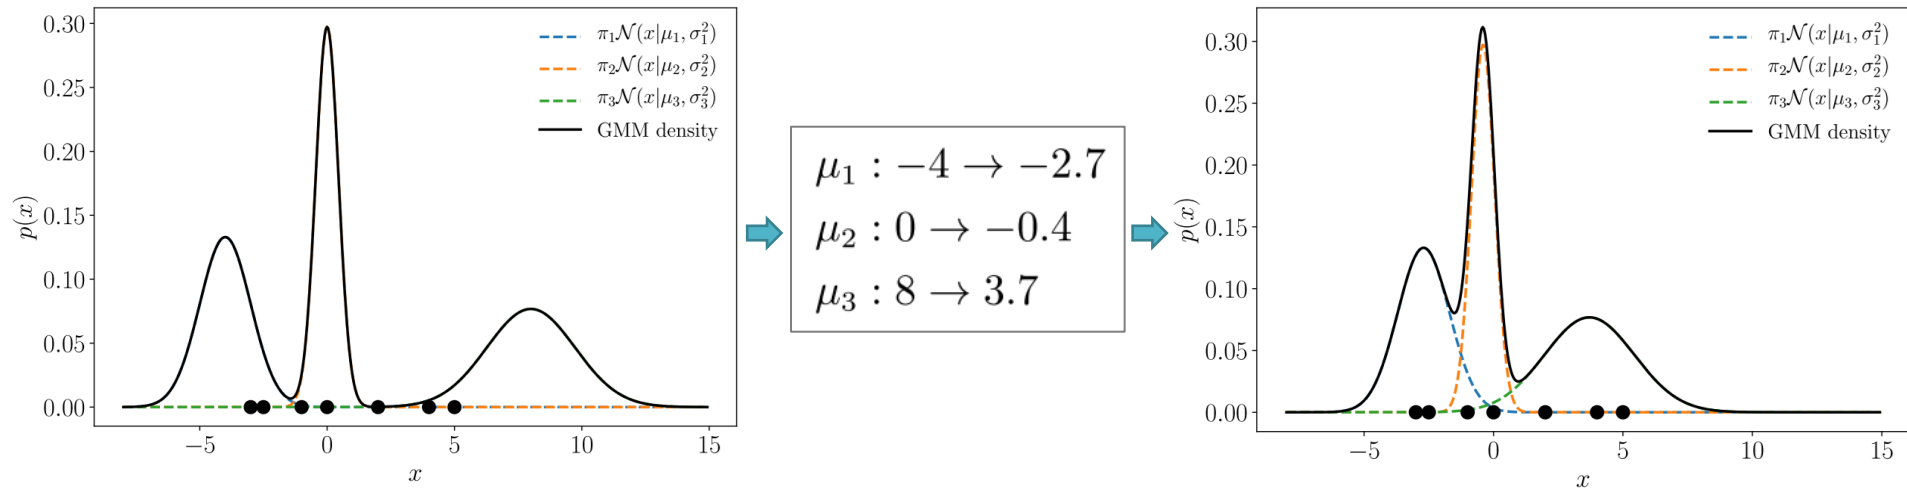 0.30
0.25
0.20
0.15
0.10
0.05
0.00
p(x)
−5 0 5 10 15
x
π₁𝒩(x|μ₁, σ₁²)
π₂𝒩(x|μ₂, σ₂²)
π₃𝒩(x|μ₃, σ₃²)
GMM density
μ₁ : −4 → −2.7
μ₂ : 0 → −0.4
μ₃ : 8 → 3.7
0.30
0.25
0.20
0.15
0.10
0.05
0.00
p(x)
−5 0 5 10 15
x
π₁𝒩(x|μ₁, σ₁²)
π₂𝒩(x|μ₂, σ₂²)
π₃𝒩(x|μ₃, σ₃²)
GMM density